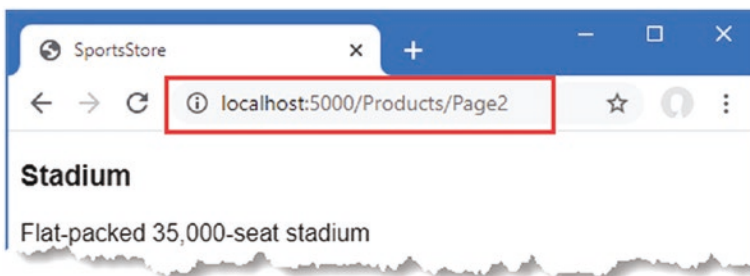 SportsStore
localhost:5000/Products/Page2
Stadium
Flat-packed 35,000-seat stadium